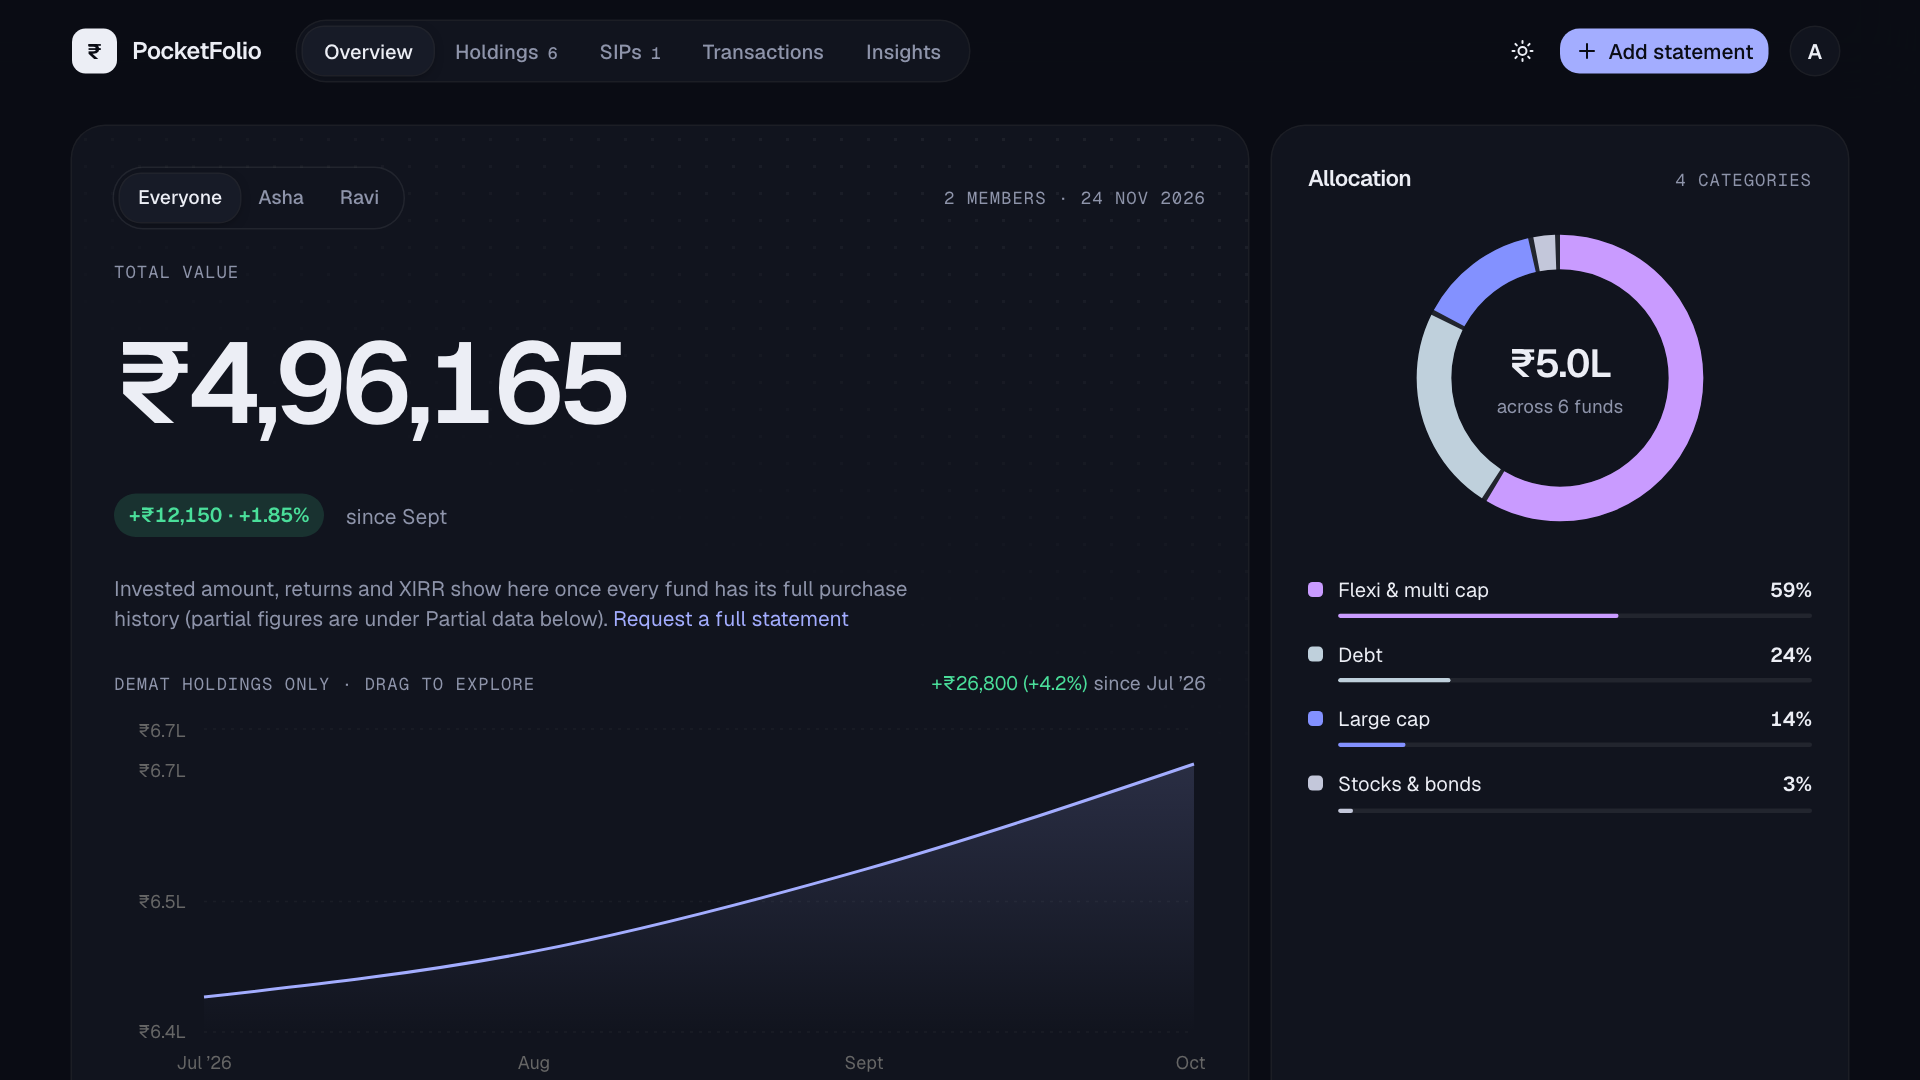 ₹ PocketFolio Overview Holdings 6 SIPs 1 Transactions Insights + Add statement A
Everyone Asha Ravi 2 MEMBERS · 24 NOV 2026
TOTAL VALUE
₹4,96,165
+₹12,150 · +1.85% since Sept
Invested amount, returns and XIRR show here once every fund has its full purchase
history (partial figures are under Partial data below). Request a full statement
DEMAT HOLDINGS ONLY · DRAG TO EXPLORE +₹26,800 (+4.2%) since Jul ’26
₹6.7L
₹6.7L
₹6.5L
₹6.4L
Jul ’26 Aug Sept Oct
Allocation 4 CATEGORIES
₹5.0L
across 6 funds
Flexi & multi cap 59%
Debt 24%
Large cap 14%
Stocks & bonds 3%